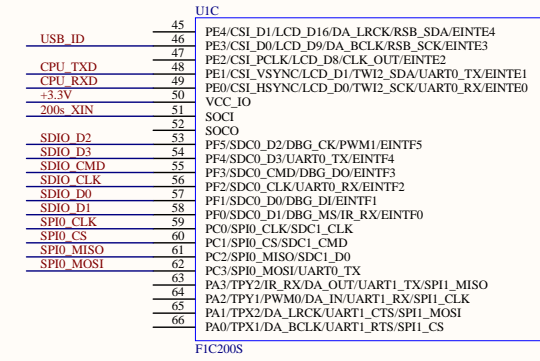 U1C
45 PE4/CSI_D1/LCD_D16/DA_LRCK/RSB_SDA/EINTE4
USB_ID 46 PE3/CSI_D0/LCD_D9/DA_BCLK/RSB_SCK/EINTE3
47 PE2/CSI_PCLK/LCD_D8/CLK_OUT/EINTE2
CPU_TXD 48 PE1/CSI_VSYNC/LCD_D1/TWI2_SDA/UART0_TX/EINTE1
CPU_RXD 49 PE0/CSI_HSYNC/LCD_D0/TWI2_SCK/UART0_RX/EINTE0
+3.3V 50 VCC_IO
200s_XIN 51 SOCI
52 SOCO
SDIO_D2 53 PF5/SDC0_D2/DBG_CK/PWM1/EINTF5
SDIO_D3 54 PF4/SDC0_D3/UART0_TX/EINTF4
SDIO_CMD 55 PF3/SDC0_CMD/DBG_DO/EINTF3
SDIO_CLK 56 PF2/SDC0_CLK/UART0_RX/EINTF2
SDIO_D0 57 PF1/SDC0_D0/DBG_DI/EINTF1
SDIO_D1 58 PF0/SDC0_D1/DBG_MS/IR_RX/EINTF0
SPI0_CLK 59 PC0/SPI0_CLK/SDC1_CLK
SPI0_CS 60 PC1/SPI0_CS/SDC1_CMD
SPI0_MISO 61 PC2/SPI0_MISO/SDC1_D0
SPI0_MOSI 62 PC3/SPI0_MOSI/UART0_TX
63 PA3/TPY2/IR_RX/DA_OUT/UART1_TX/SPI1_MISO
64 PA2/TPY1/PWM0/DA_IN/UART1_RX/SPI1_CLK
65 PA1/TPX2/DA_LRCK/UART1_CTS/SPI1_MOSI
66 PA0/TPX1/DA_BCLK/UART1_RTS/SPI1_CS
F1C200S